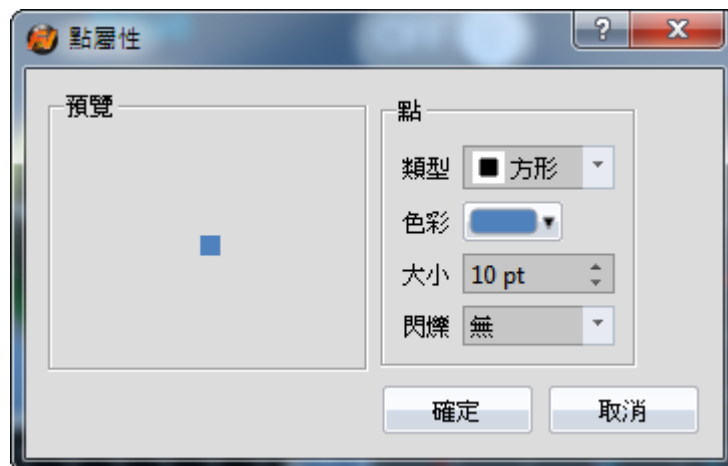 點屬性
預覽
點
類型 方形
色彩
大小 10 pt
閃爍 無
確定 取消